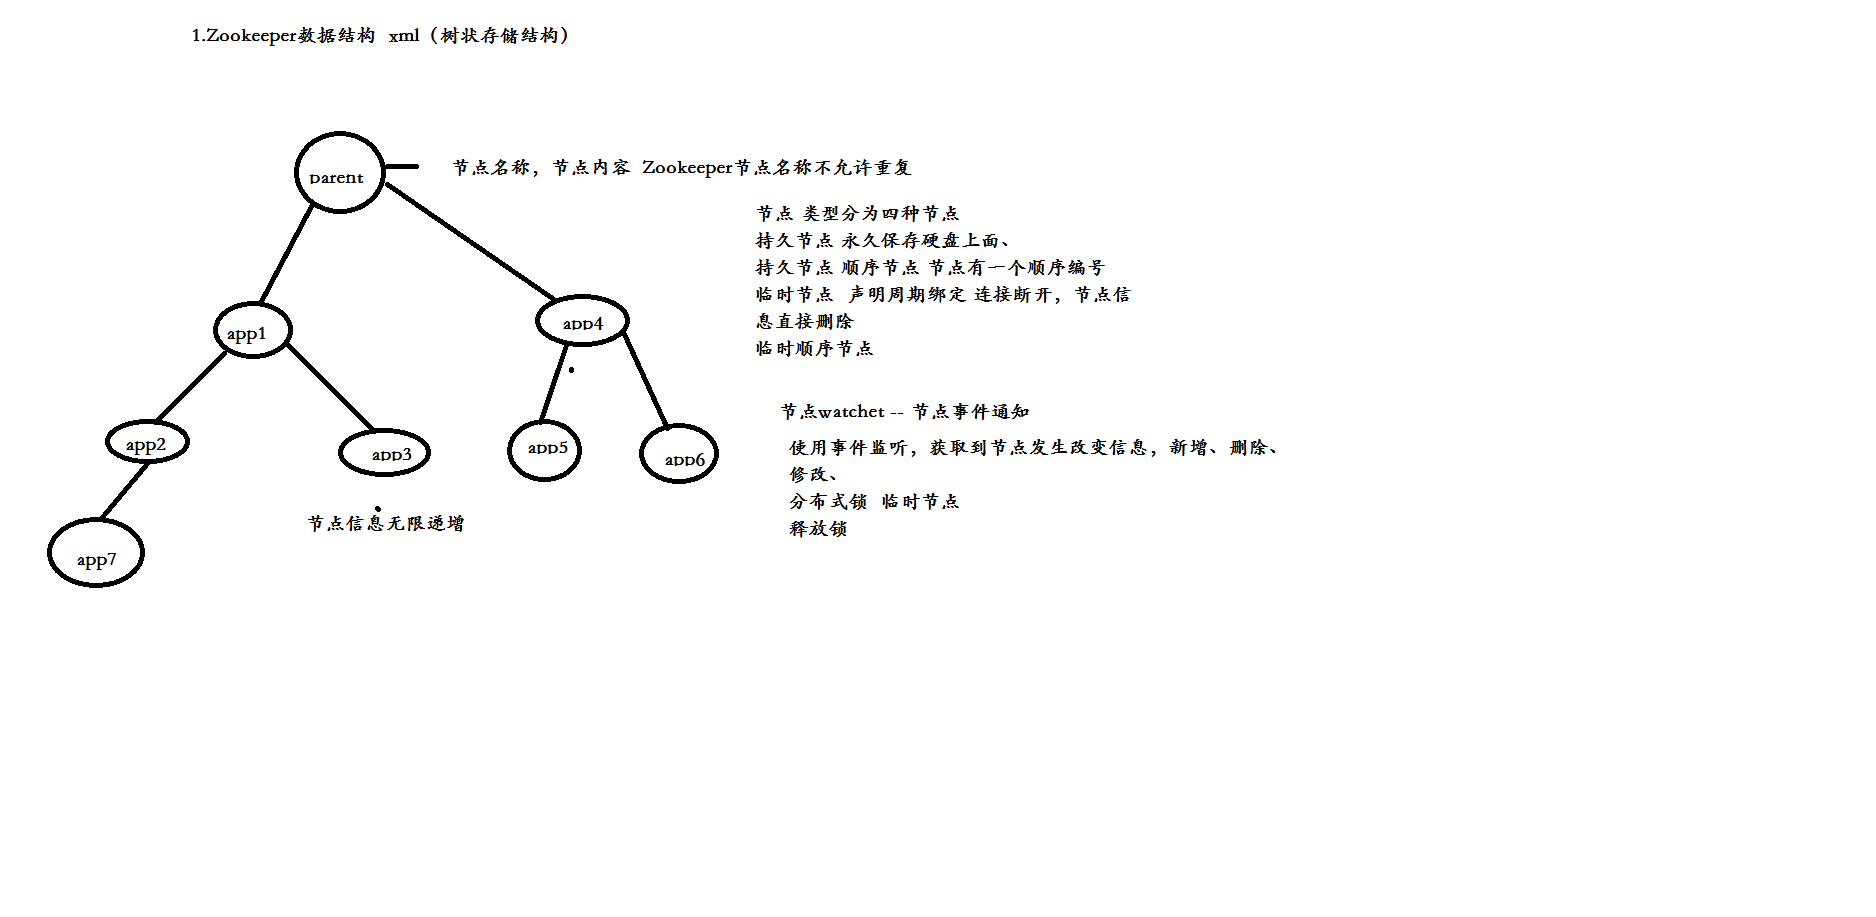 1.Zookeeper数据结构 xml（树状存储结构）
parent
节点名称，节点内容 Zookeeper节点名称不允许重复
节点 类型分为四种节点
持久节点 永久保存硬盘上面、
持久节点 顺序节点 节点有一个顺序编号
临时节点 声明周期绑定 连接断开，节点信
息直接删除
临时顺序节点
app1
app4
节点watchet -- 节点事件通知
使用事件监听，获取到节点发生改变信息，新增、删除、
修改、
分布式锁 临时节点
释放锁
app2
app3
app5
app6
节点信息无限递增
app7